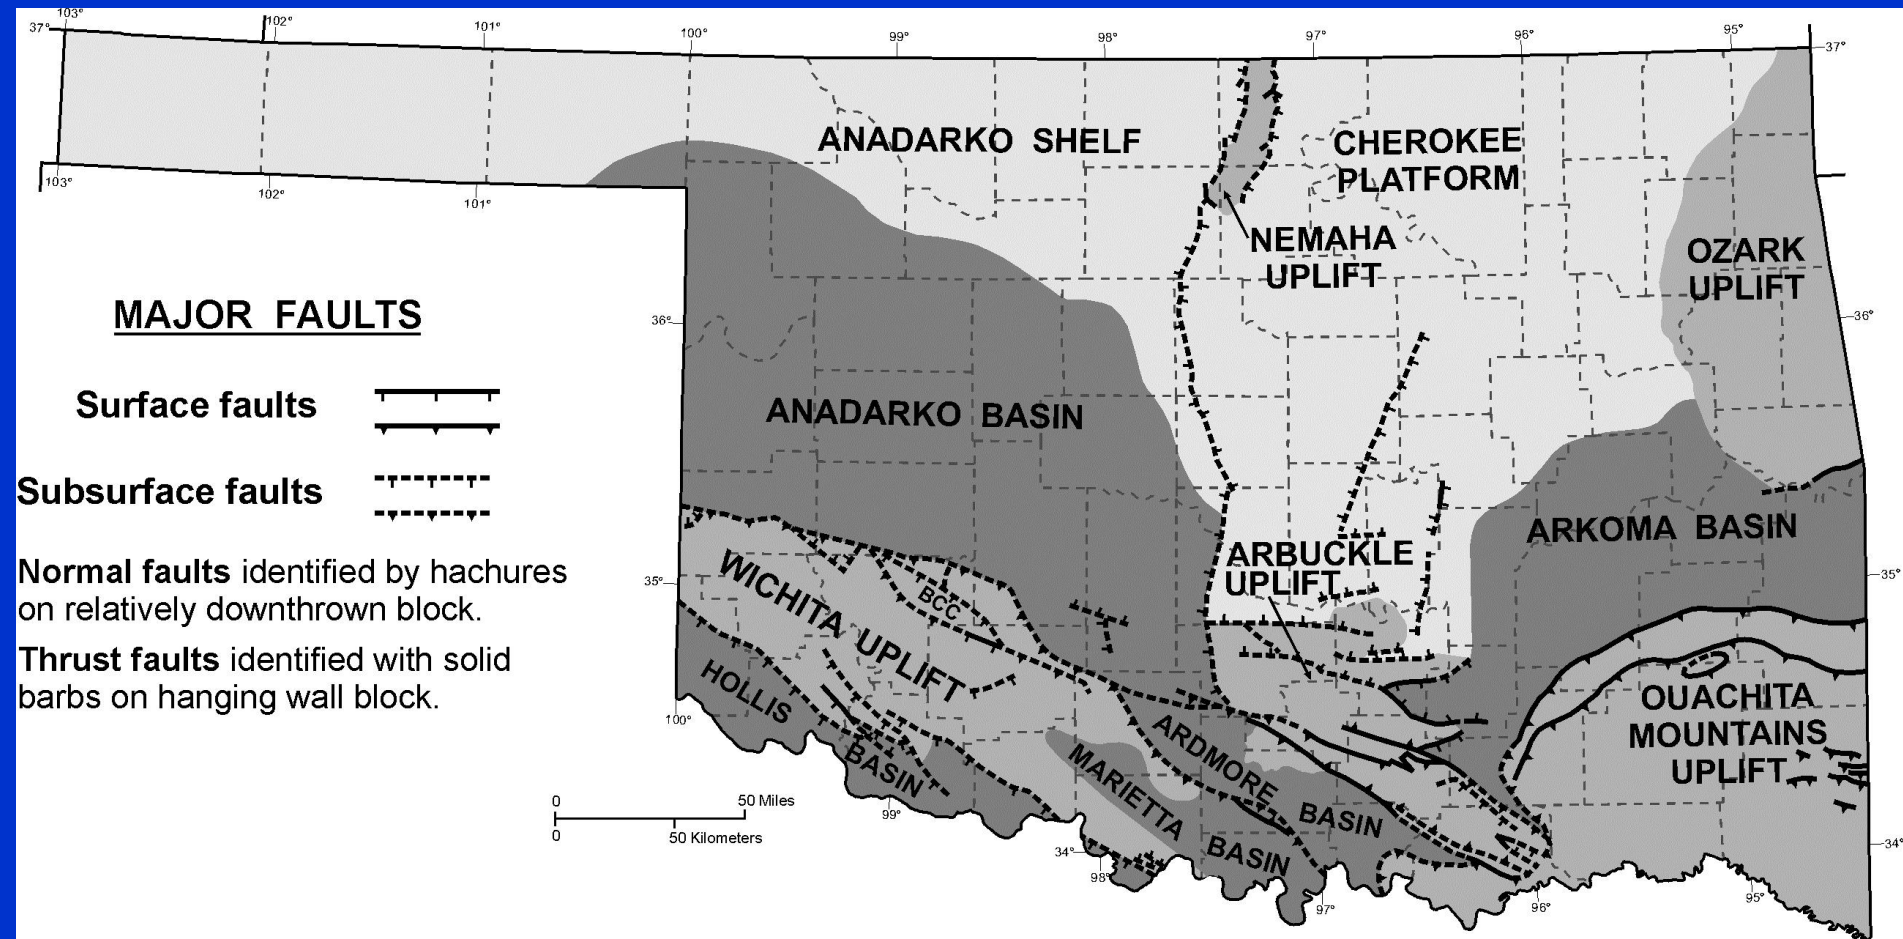 103°
102°
101°
100°
99°
98°
97°
96°
95°
37°
37°
ANADARKO SHELF
CHEROKEE
PLATFORM
103°
102°
101°
NEMAHA
UPLIFT
OZARK
UPLIFT
MAJOR FAULTS
36°
36°
Surface faults
ANADARKO BASIN
Subsurface faults
ARKOMA BASIN
ARBUCKLE
UPLIFT
Normal faults identified by hachures
on relatively downthrown block.
35°
35°
WICHITA UPLIFT
BCC
Thrust faults identified with solid
barbs on hanging wall block.
HOLLIS
BASIN
100°
OUACHITA
MOUNTAINS
UPLIFT
ARDMORE
BASIN
MARIETTA
BASIN
0 50 Miles
0 50 Kilometers
99°
34°
34°
98°
97°
96°
95°